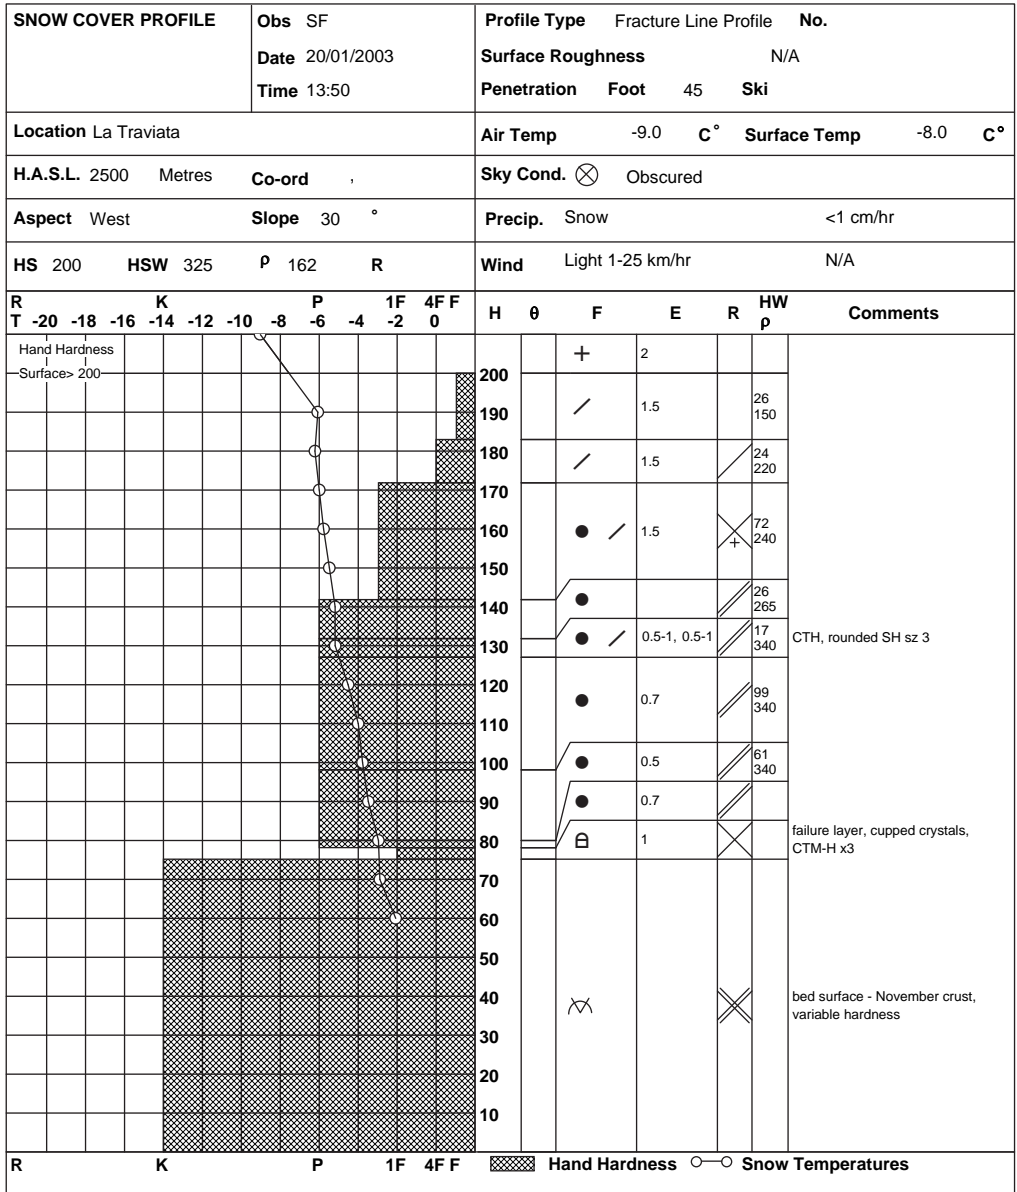 SNOW COVER PROFILE
Obs SF
Date 20/01/2003
Time 13:50
Profile Type Fracture Line Profile No.
Surface Roughness N/A
Penetration Foot 45 Ski
Location La Traviata
Air Temp -9.0 C° Surface Temp -8.0 C°
H.A.S.L. 2500 Metres Co-ord ,
Sky Cond. Obscured
Aspect West Slope 30 °
Precip. Snow <1 cm/hr
HS 200 HSW 325 ρ 162 R
Wind Light 1-25 km/hr N/A
R K P 1F 4F F
T -20 -18 -16 -14 -12 -10 -8 -6 -4 -2 0
H θ F E R HW ρ Comments
Hand Hardness
Surface> 200
+ 2
200
190
1.5 26
150
180
1.5 24
220
170
160
1.5 72
240
+
150
140
26
265
130
0.5-1, 0.5-1 17
340
CTH, rounded SH sz 3
120
0.7 99
340
110
100
0.5 61
340
90
0.7
80
1
failure layer, cupped crystals,
CTM-H x3
70
60
50
40
bed surface - November crust,
variable hardness
30
20
10
R K P 1F 4F F
Hand Hardness Snow Temperatures